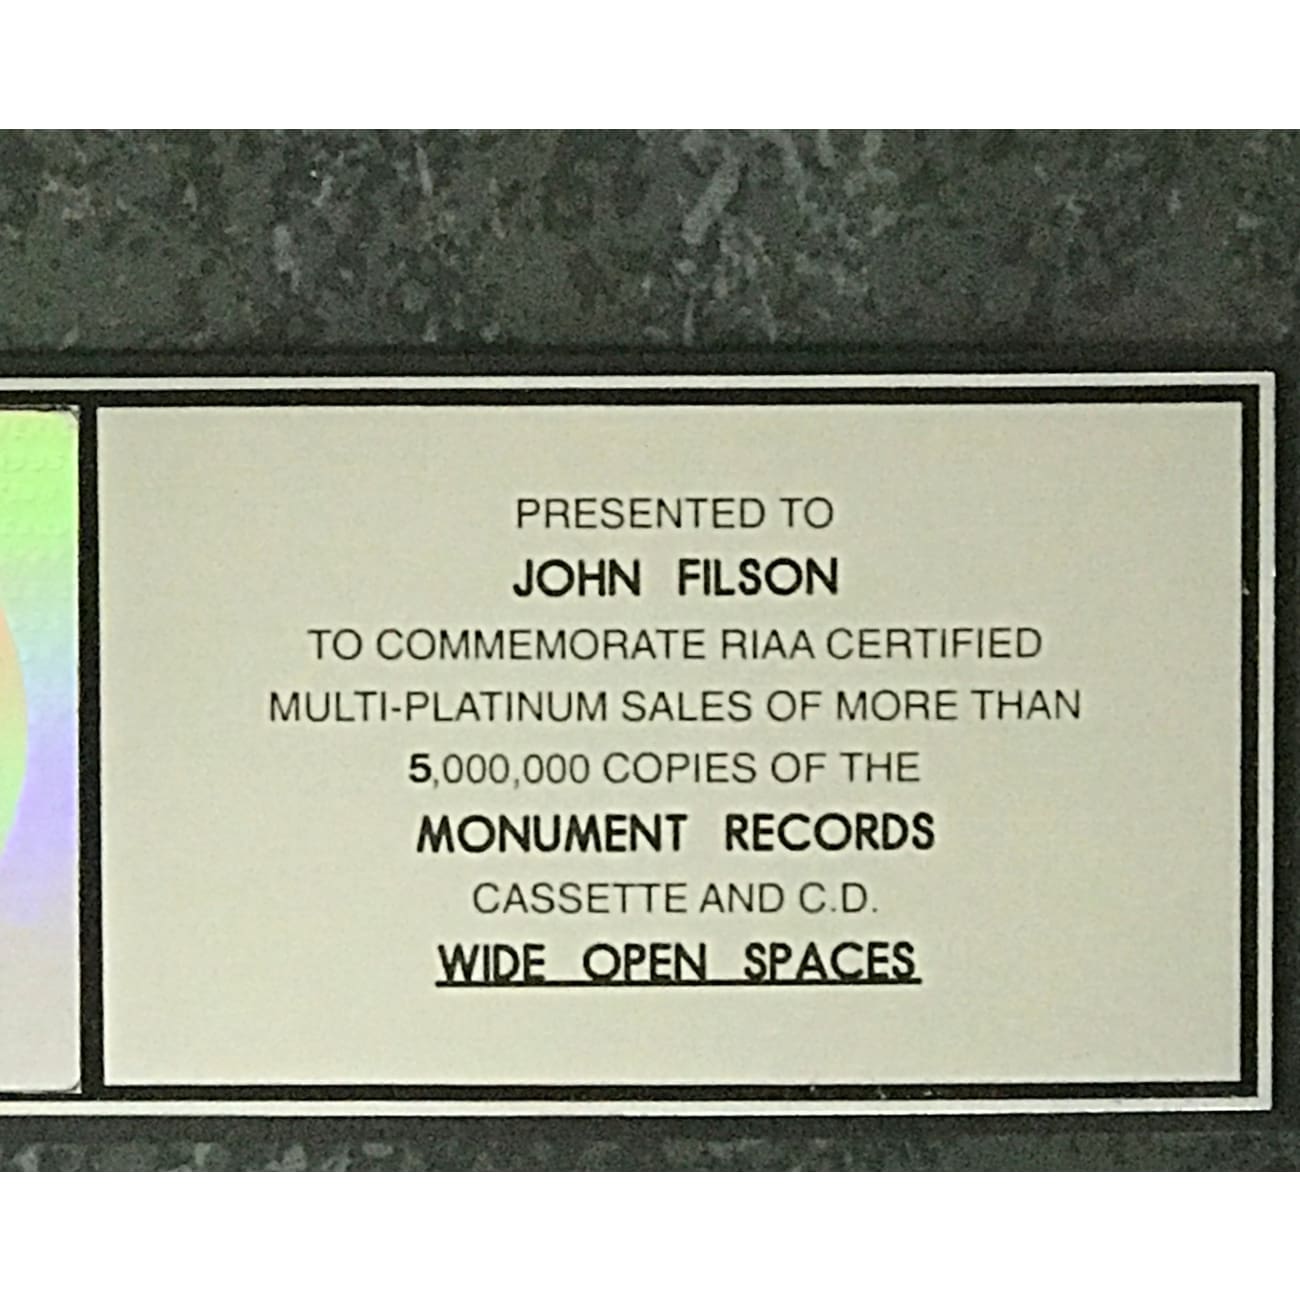 PRESENTED TO
JOHN FILSON
TO COMMEMORATE RIAA CERTIFIED
MULTI-PLATINUM SALES OF MORE THAN
5,000,000 COPIES OF THE
MONUMENT RECORDS
CASSETTE AND C.D.
WIDE OPEN SPACES